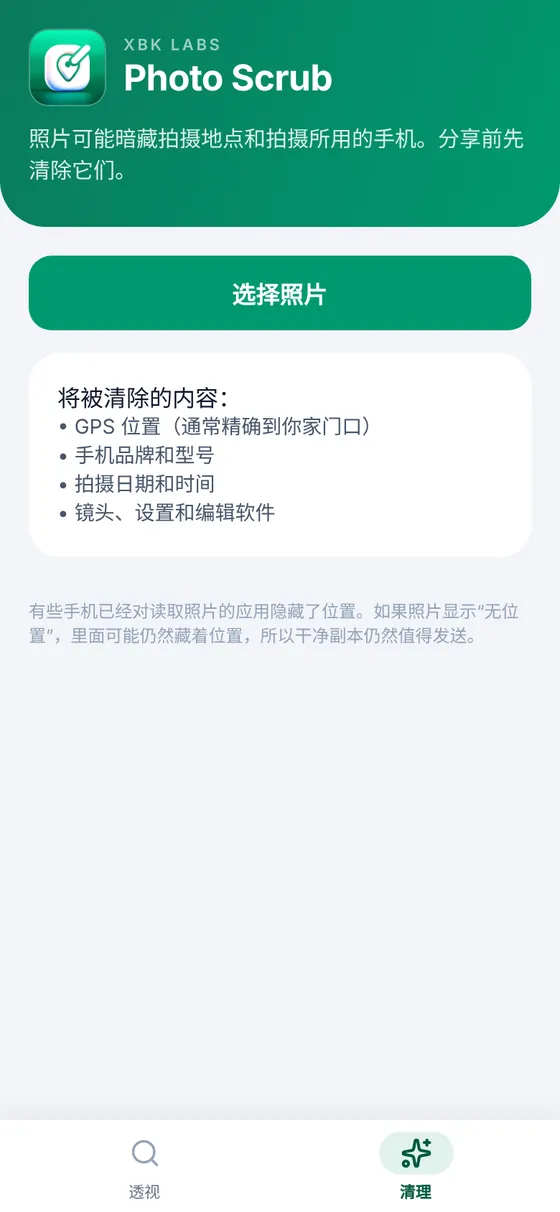 XBK LABS
Photo Scrub
照片可能暗藏拍摄地点和拍摄所用的手机。分享前先
清除它们。
选择照片
将被清除的内容：
• GPS 位置（通常精确到你家门口）
• 手机品牌和型号
• 拍摄日期和时间
• 镜头、设置和编辑软件
有些手机已经对读取照片的应用隐藏了位置。如果照片显示“无位
置”，里面可能仍然藏着位置，所以干净副本仍然值得发送。
透视
清理